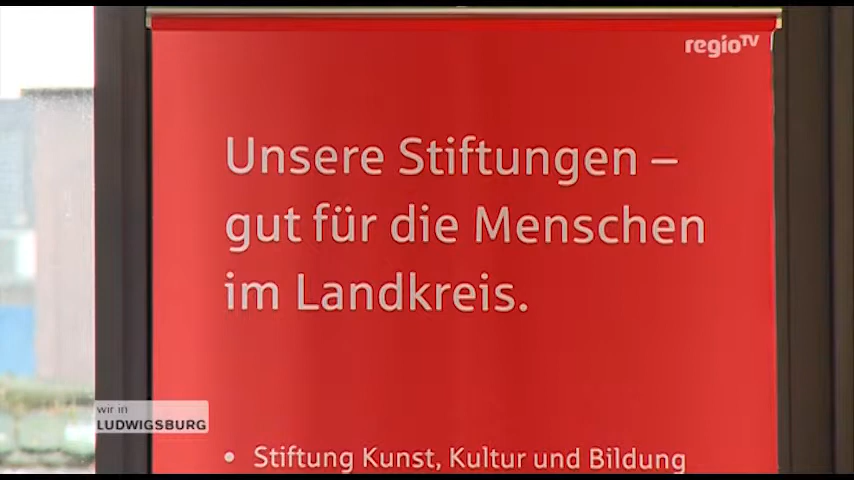 regioTV
Unsere Stiftungen –
gut für die Menschen
im Landkreis.
wir in
LUDWIGSBURG
• Stiftung Kunst, Kultur und Bildung